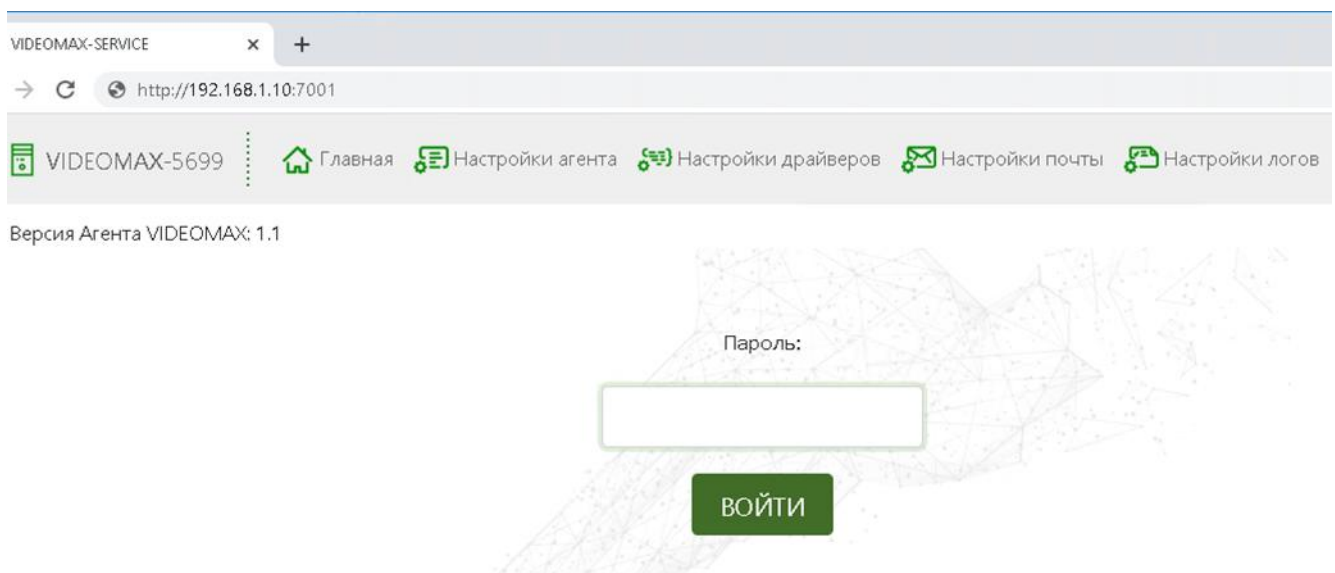 VIDEOMAX-SERVICE
http://192.168.1.10:7001
VIDEOMAX-5699 Главная Настройки агента Настройки драйверов Настройки почты Настройки логов
Версия Агента VIDEOMAX: 1.1
Пароль:
ВОЙТИ